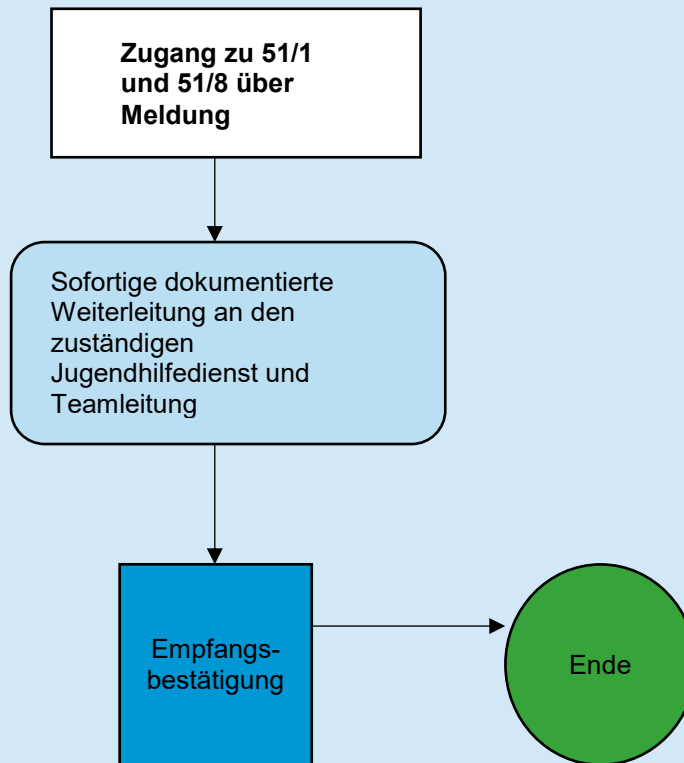 Zugang zu 51/1
und 51/8 über
Meldung
Sofortige dokumentierte
Weiterleitung an den
zuständigen
Jugendhilfedienst und
Teamleitung
Empfangs-
bestätigung
Ende